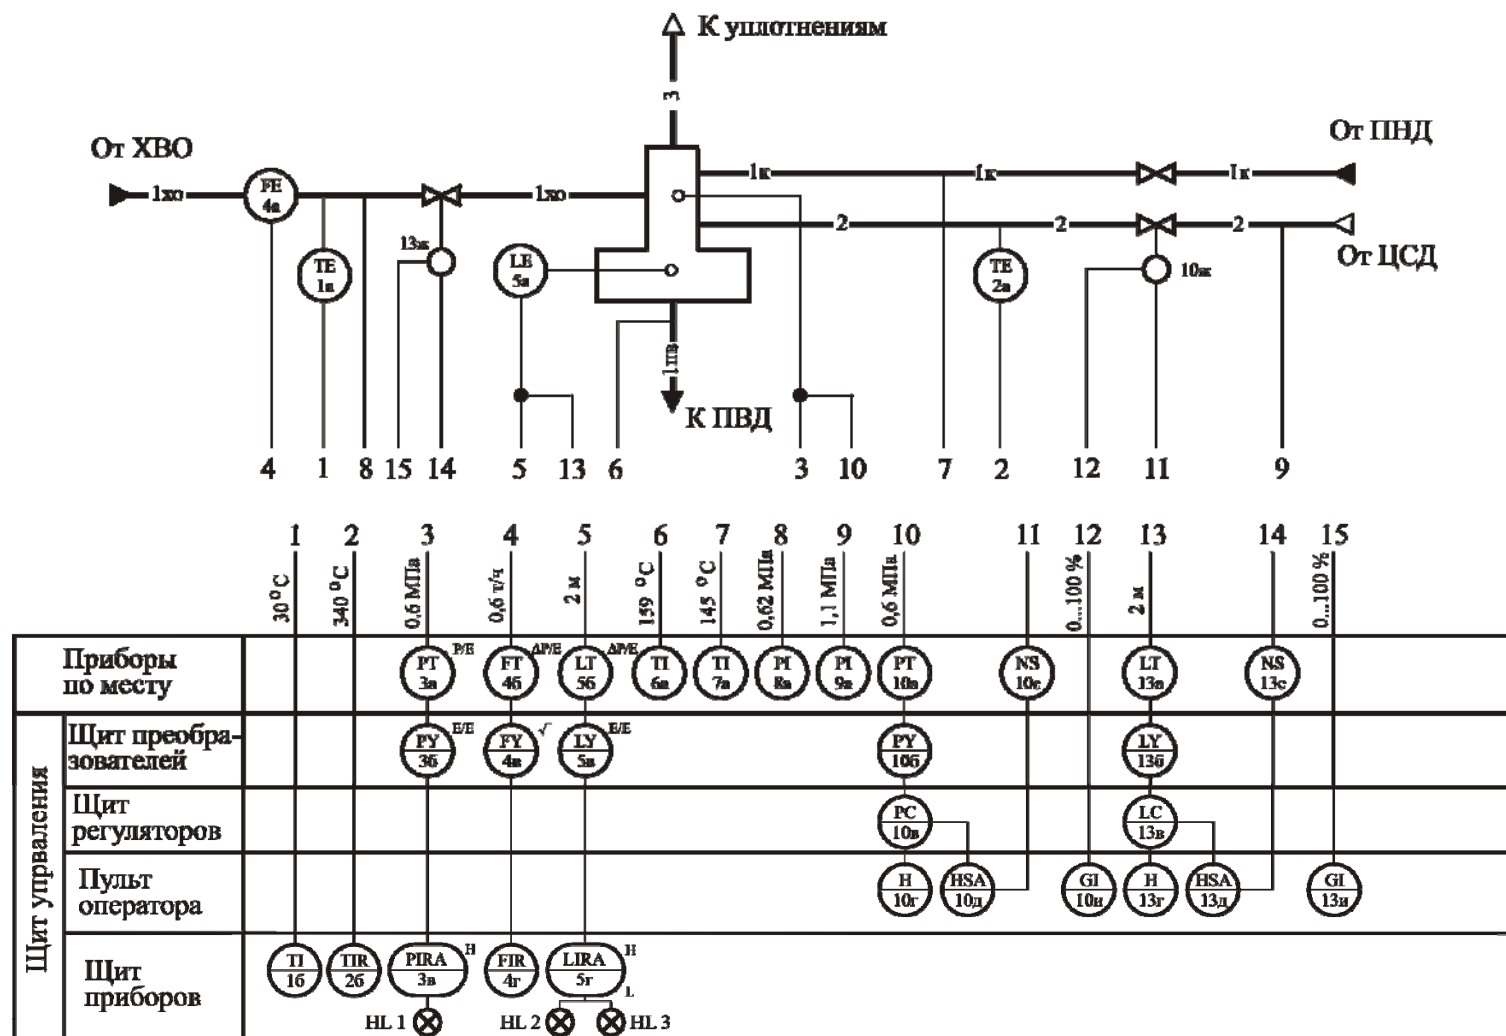 К уплотнениям
3
От ХВО
От ПНД
1хо
FE
4а
1хо
1к
1к
1к
2
2
2
От ЦСД
13ж
TE
1а
LE
5а
TE
2а
10ж
1пв
К ПВД
4
1
8
15
14
5
13
6
3
10
7
2
12
11
9
1
2
3
4
5
6
7
8
9
10
11
12
13
14
15
30 °C
340 °C
0,6 МПа
0,6 т/ч
2 м
159 °C
145 °C
0,62 МПа
1,1 МПа
0,6 МПа
0...100 %
2 м
0...100 %
Приборы
по месту
P/E
PT
3а
ΔP/E
FT
4б
ΔP/E
LT
5б
TI
6а
TI
7а
PI
8а
PI
9а
PT
10а
NS
10е
LT
13а
NS
13е
Щит упрваления
Щит преобра-
зователей
E/E
PY
3б
√
FY
4в
E/E
LY
5в
PY
10б
LY
13б
Щит
регуляторов
PC
10в
LC
13в
Пульт
оператора
H
10г
HSA
10д
GI
10и
H
13г
HSA
13д
GI
13и
Щит
приборов
TI
1б
TIR
2б
PIRA
3в
H
FIR
4г
LIRA
5г
H
L
HL 1
HL 2
HL 3